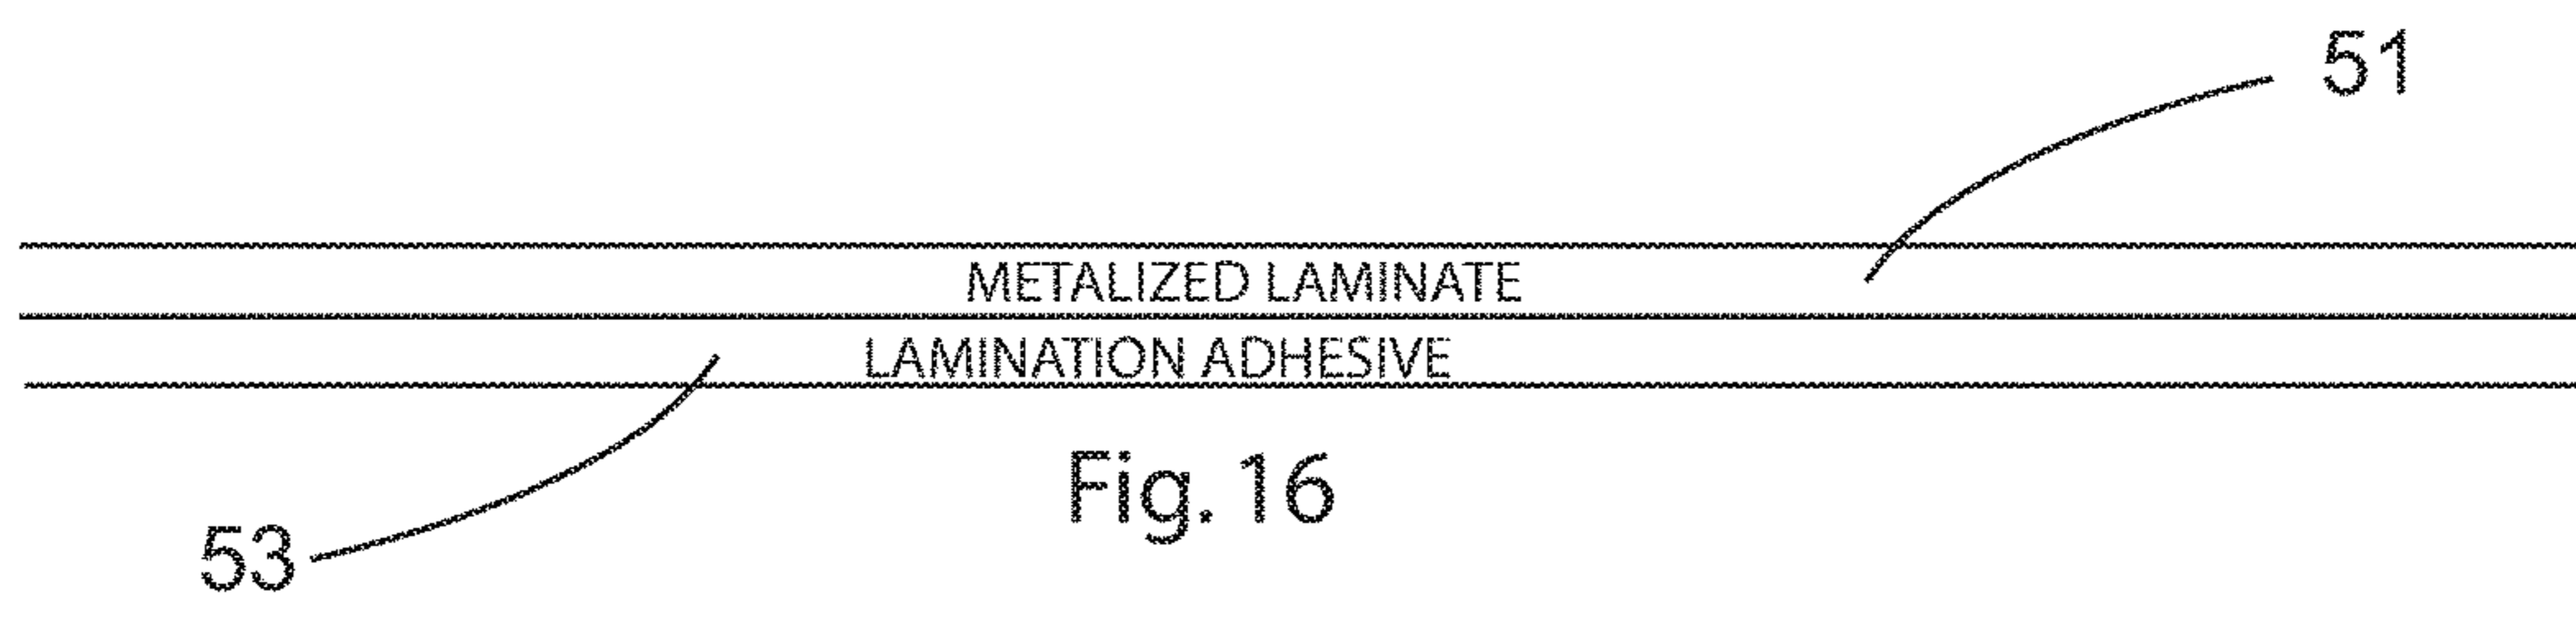 51
METALIZED LAMINATE
LAMINATION ADHESIVE
Fig. 16
53